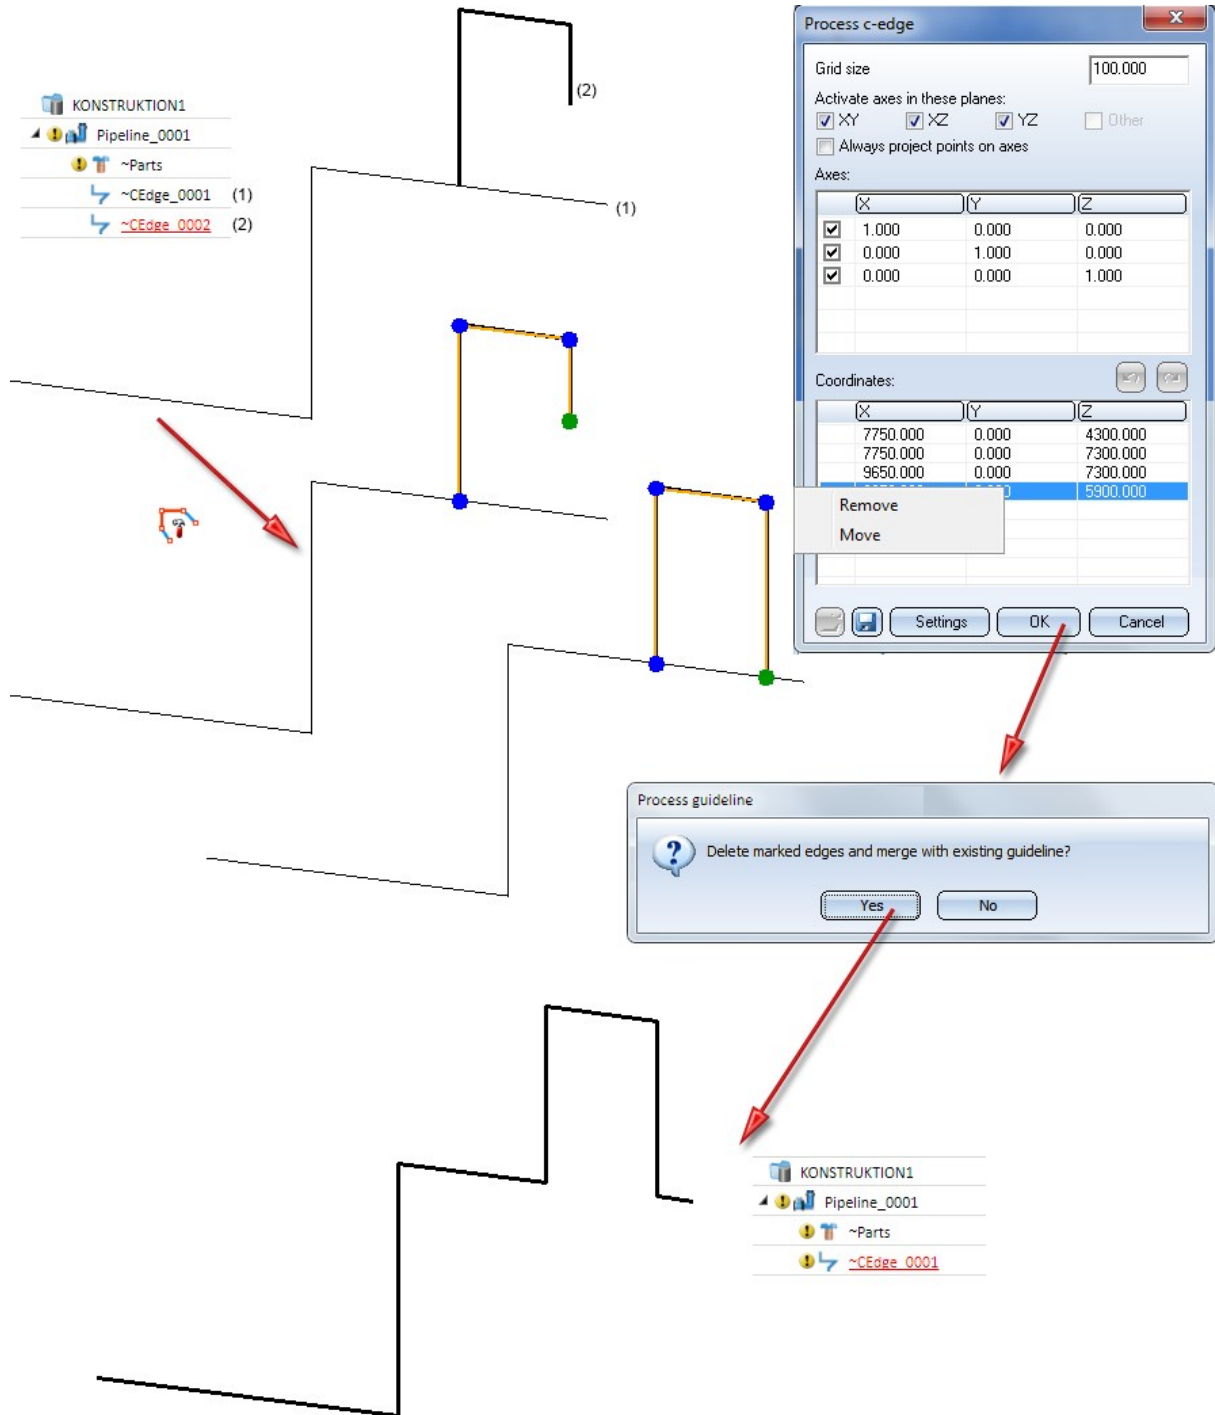 KONSTRUKTION1
Pipeline_0001
~Parts
~CEdge_0001 (1)
~CEdge_0002 (2)
(2)
(1)
Process c-edge
Grid size 100.000
Activate axes in these planes:
XY XZ YZ Other
Always project points on axes
Axes:
X Y Z
1.000 0.000 0.000
0.000 1.000 0.000
0.000 0.000 1.000
Coordinates:
X Y Z
7750.000 0.000 4300.000
7750.000 0.000 7300.000
9650.000 0.000 7300.000
5900.000
Remove
Move
Settings OK Cancel
Process guideline
Delete marked edges and merge with existing guideline?
Yes No
KONSTRUKTION1
Pipeline_0001
~Parts
~CEdge_0001